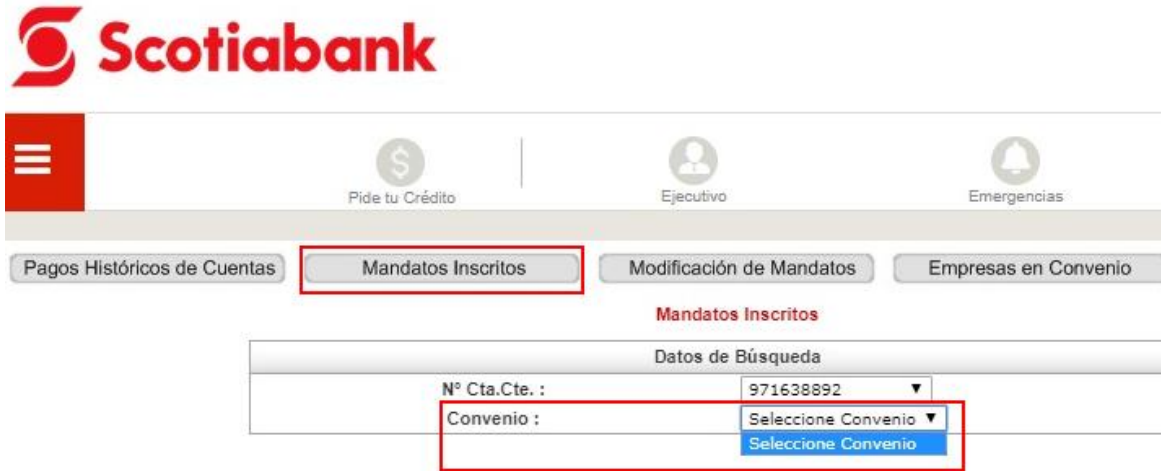 Scotiabank
Pide tu Crédito
Ejecutivo
Emergencias
Pagos Históricos de Cuentas
Mandatos Inscritos
Modificación de Mandatos
Empresas en Convenio
Mandatos Inscritos
Datos de Búsqueda
Nº Cta.Cte. : 971638892
Convenio : Seleccione Convenio
Seleccione Convenio